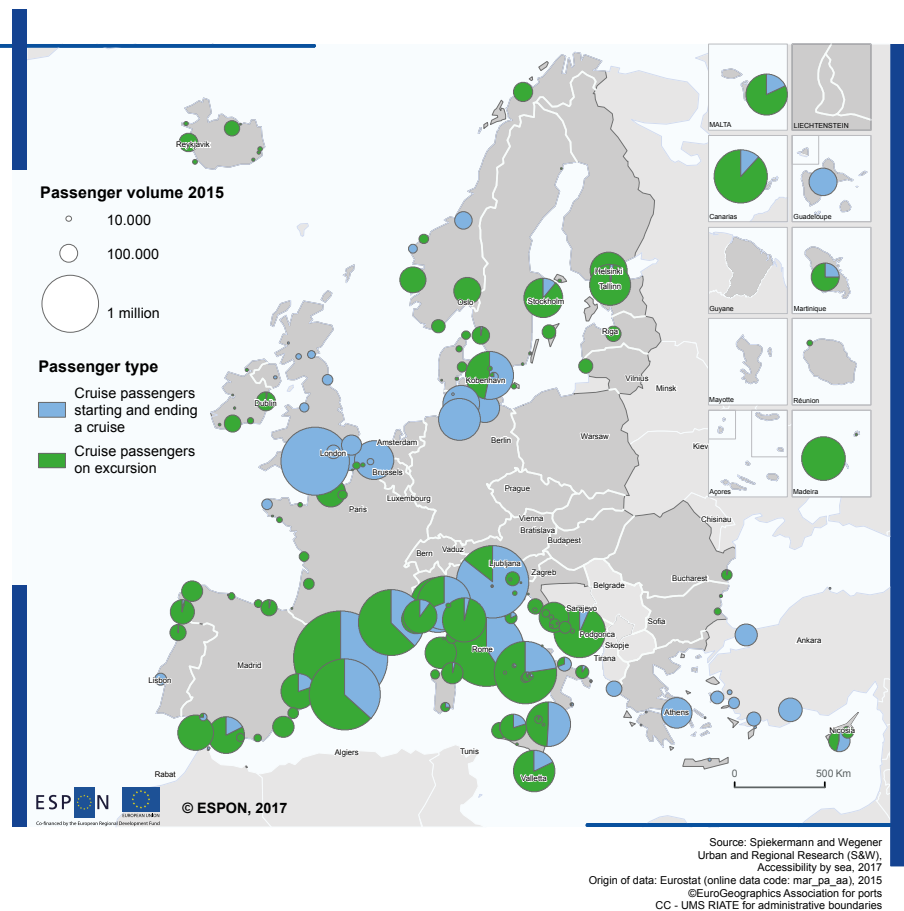 MALTA
LIECHTENSTEIN
Reykjavik
Passenger volume 2015
10.000
100.000
1 million
Canarias
Guadeloupe
Guyane
Martinique
Mayotte
Réunion
Açores
Madeira
Passenger type
Cruise passengers
starting and ending
a cruise
Cruise passengers
on excursion
Helsinki
Tallinn
Oslo
Stockholm
Riga
Kobenhavn
Vilnius
Minsk
Dublin
Amsterdam
Berlin
Warsaw
Kiev
London
Brussels
Prague
Luxembourg
Paris
Vienna
Chisinau
Bratislava
Budapest
Bern
Vaduz
Ljubljana
Zagreb
Belgrade
Bucharest
Sarajevo
Sofia
Podgorica
Skopje
Ankara
Rome
Tirana
Madrid
Lisbon
Athens
Nicosia
Algiers
Tunis
Valletta
Rabat
0
500 Km
ESPON
EUROPEAN UNION
Co-financed by the European Regional Development Fund
© ESPON, 2017
Source: Spiekermann and Wegener
Urban and Regional Research (S&W),
Accessibility by sea, 2017
Origin of data: Eurostat (online data code: mar_pa_aa), 2015
©EuroGeographics Association for ports
CC - UMS RIATE for administrative boundaries